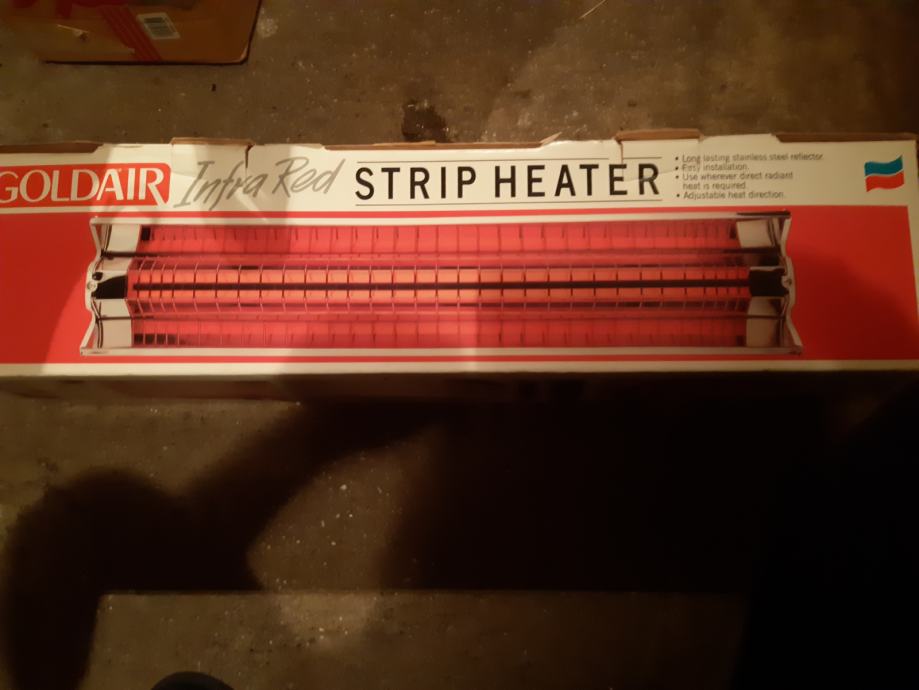 GOLDAIR
Infra Red
STRIP HEATER
• Long lasting stainless steel reflector.
• Easy installation.
• Use wherever direct radiant
heat is required.
• Adjustable heat direction.